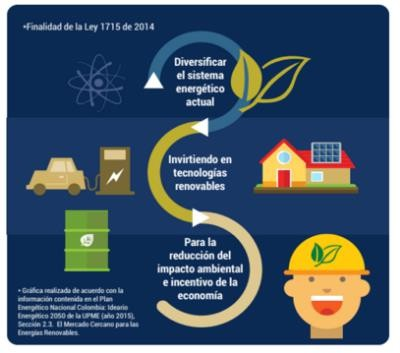 •Finalidad de la Ley 1715 de 2014
Diversificar
el sistema
energético
actual
Invirtiendo en
tecnologías
renovables
Para la
reducción del
impacto ambiental
e incentivo de la
economía
• Gráfica realizada de acuerdo con la
información contenida en el Plan
Energético Nacional Colombia: Ideario
Energético 2050 de la UPME (año 2015),
Sección 2.3. El Mercado Cercano para las
Energías Renovables.